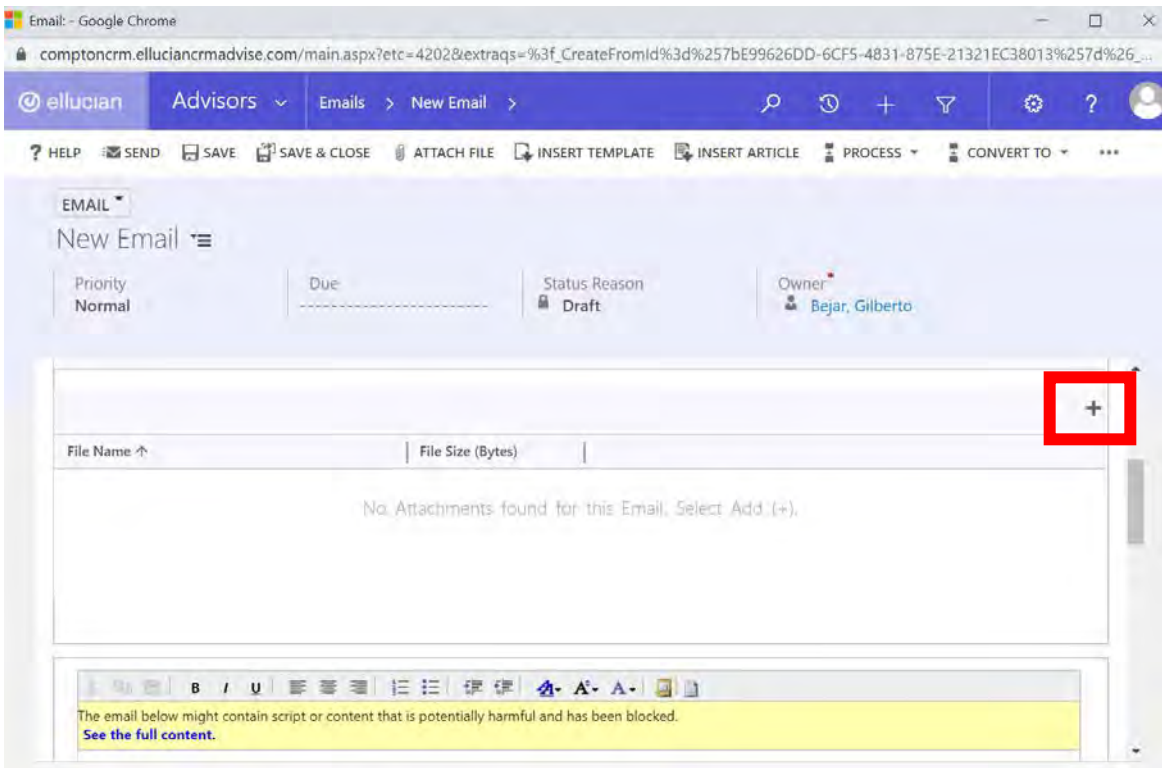 Email: - Google Chrome
comptoncrm.elluciancrmadvise.com/main.aspx?etc=4202&extraqs=%3f_CreateFromId%3d%257bE99626DD-6CF5-4831-875E-21321EC38013%257d%26_...
ellucian Advisors Emails > New Email >
? HELP SEND SAVE SAVE & CLOSE ATTACH FILE INSERT TEMPLATE INSERT ARTICLE PROCESS CONVERT TO ...
EMAIL
New Email
Priority Due Status Reason Owner*
Normal -------------------- Draft Bejar, Gilberto
+
File Name ↑ File Size (Bytes)
No Attachments found for this Email. Select Add (+).
B I U A A A
The email below might contain script or content that is potentially harmful and has been blocked.
See the full content.